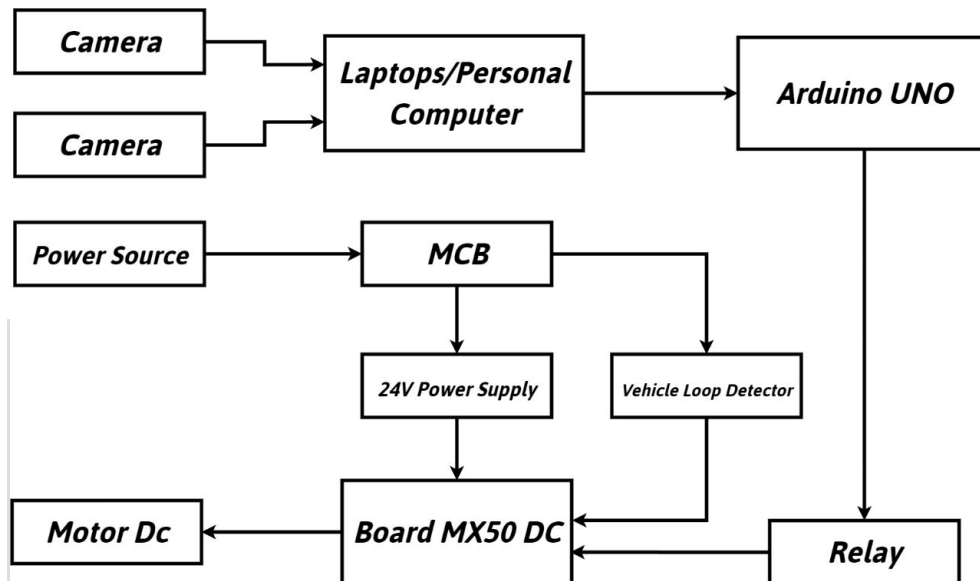 Camera
Laptops/Personal
Computer
Arduino UNO
Camera
Power Source
MCB
24V Power Supply
Vehicle Loop Detector
Motor Dc
Board MX50 DC
Relay